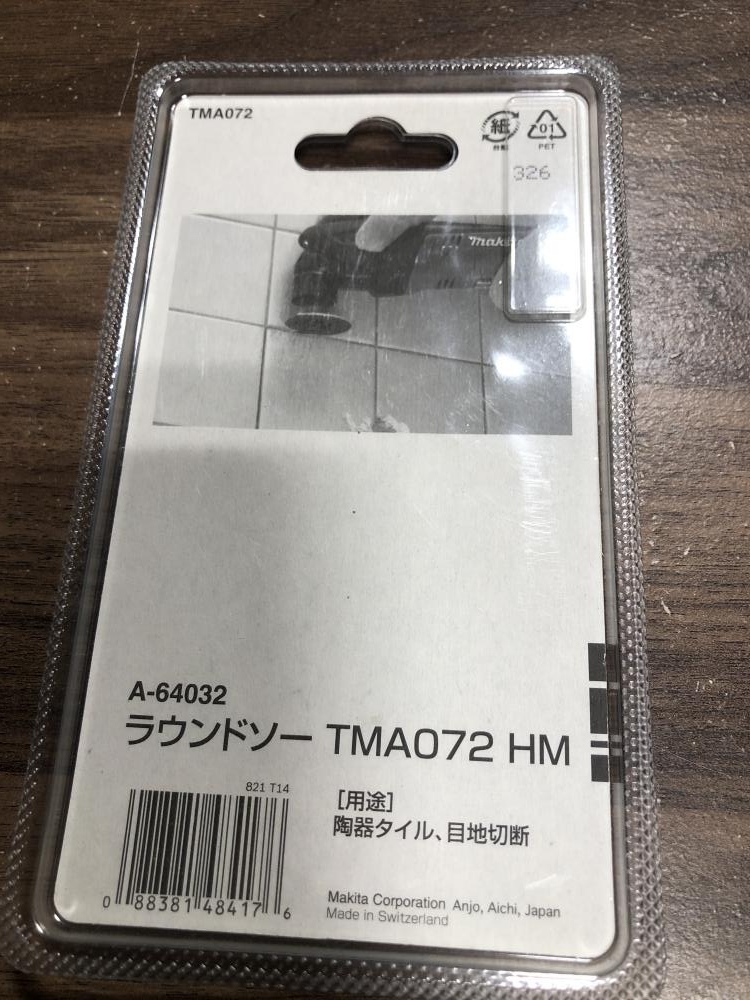 TMA072
紙
台紙
01
PET
326
makita
A-64032
ラウンドソー TMA072 HM
821 T14
[用途]
陶器タイル、目地切断
0 88381 48417 6
Makita Corporation Anjo, Aichi, Japan
Made in Switzerland